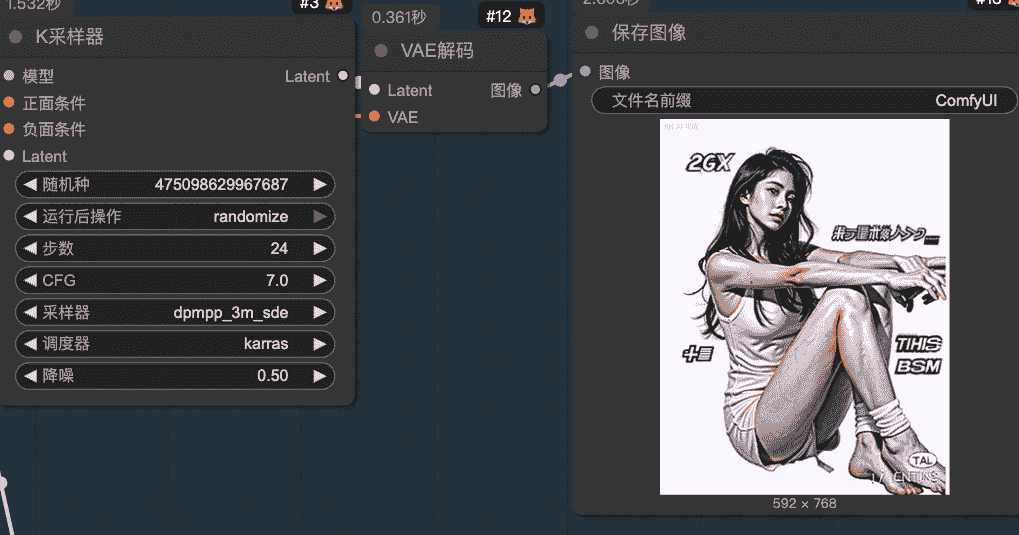 1.532秒
#3
K采样器
模型
Latent
正面条件
负面条件
Latent
随机种 475098629967687
运行后操作 randomize
步数 24
CFG 7.0
采样器 dpmpp_3m_sde
调度器 karras
降噪 0.50
0.361秒
#12
VAE解码
Latent
图像
VAE
保存图像
图像
文件名前缀 ComfyUI
2GX
TIHIS
BSM
TAL
592 × 768